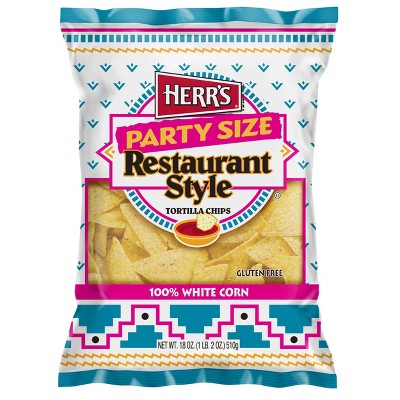 HERR'S
PARTY SIZE
Restaurant
Style
TORTILLA CHIPS
®
GLUTEN FREE
100% WHITE CORN
NET WT. 18 OZ. (1 LB. 2 OZ.) 510g